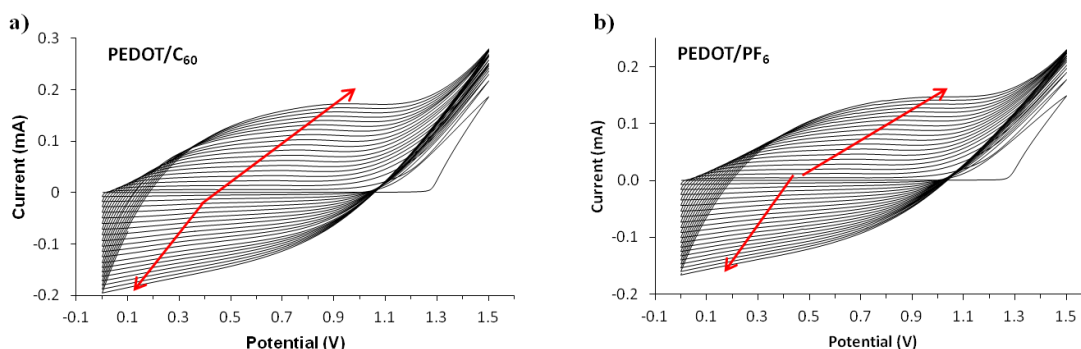 a)
PEDOT/C₆₀
Current (mA)
0.3
0.2
0.1
0
-0.1
-0.2
-0.1 0.1 0.3 0.5 0.7 0.9 1.1 1.3 1.5
Potential (V)
b)
PEDOT/PF₆
Current (mA)
0.2
0.1
0.0
-0.1
-0.2
-0.1 0.1 0.3 0.5 0.7 0.9 1.1 1.3 1.5
Potential (V)